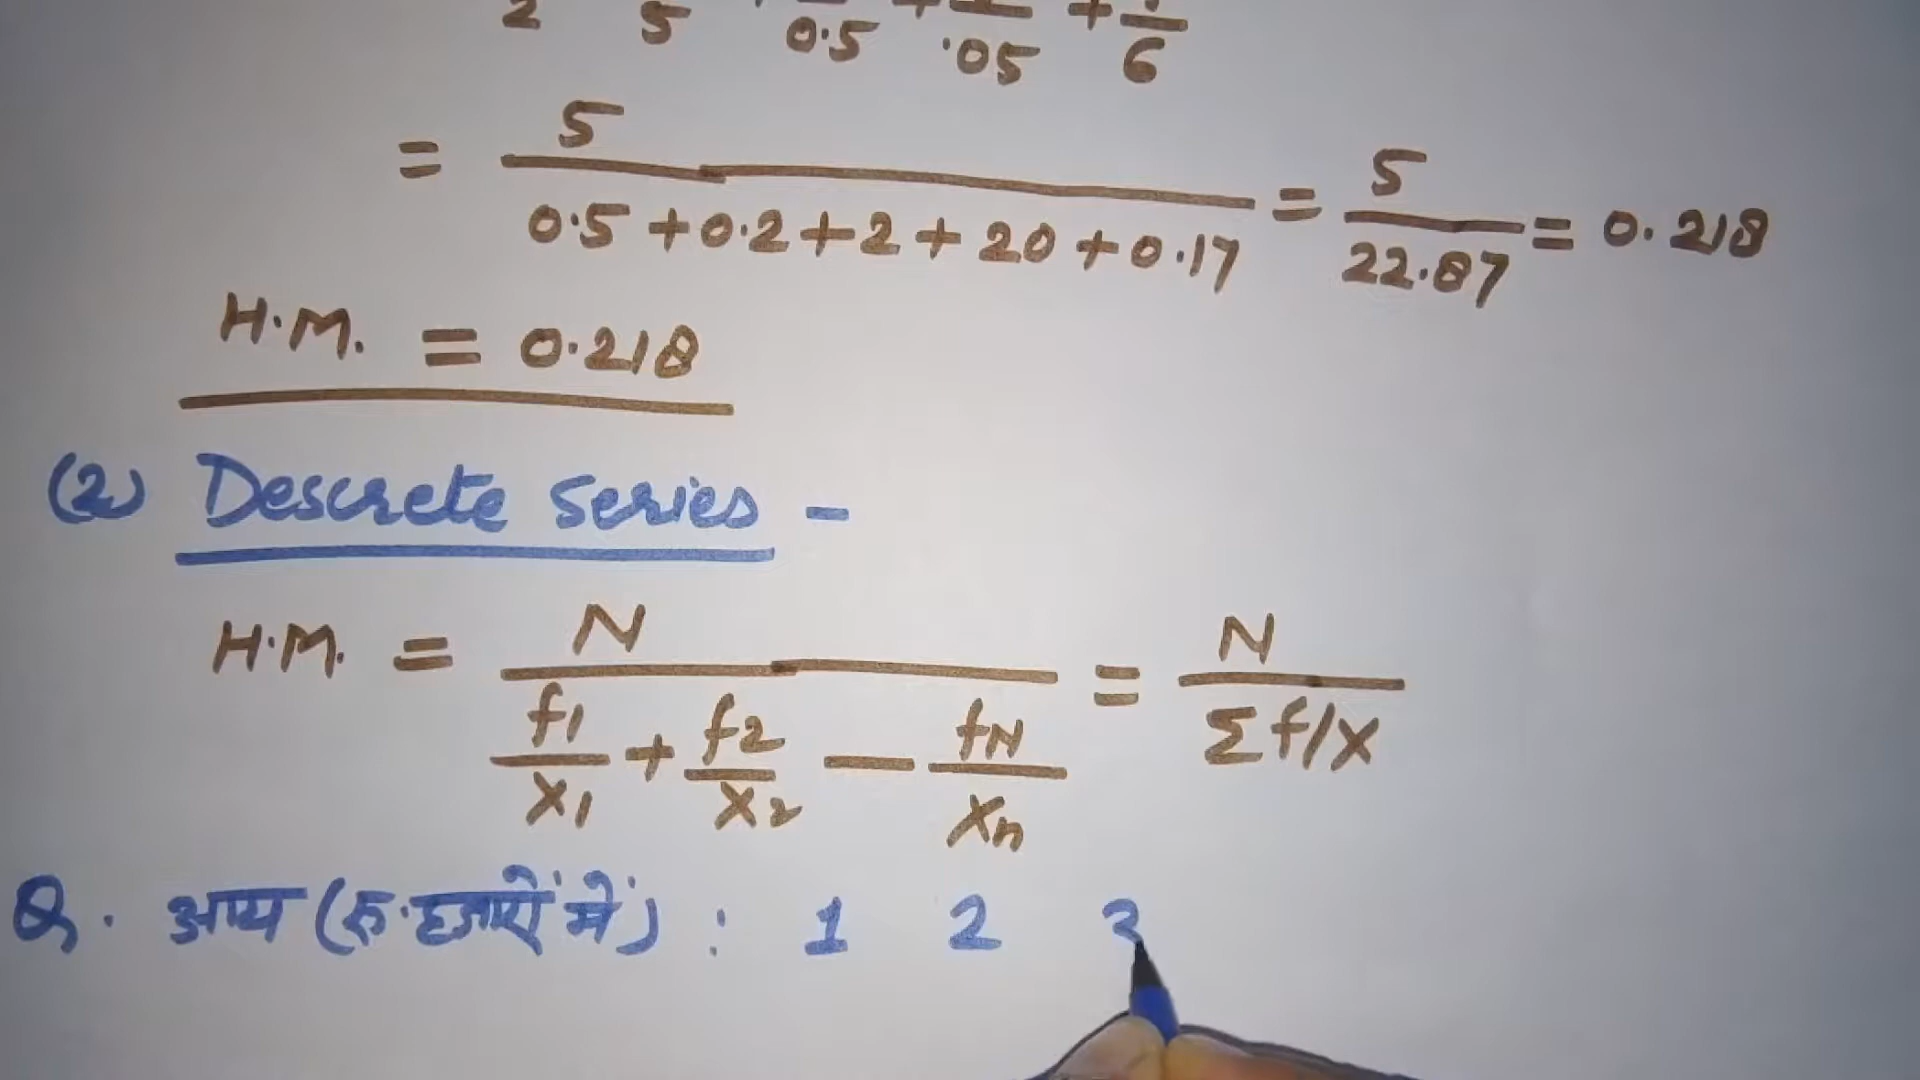 2 5 0.5 + .05 + 6
= 5 / 0.5 + 0.2 + 2 + 20 + 0.17 = 5 / 22.87 = 0.218
H.M. = 0.218
(2) Descrete series -
H.M. = N / f1/x1 + f2/x2 — fN/xn = N / Σf/x
Q. आय (रु. हजारों में) : 1 2 3